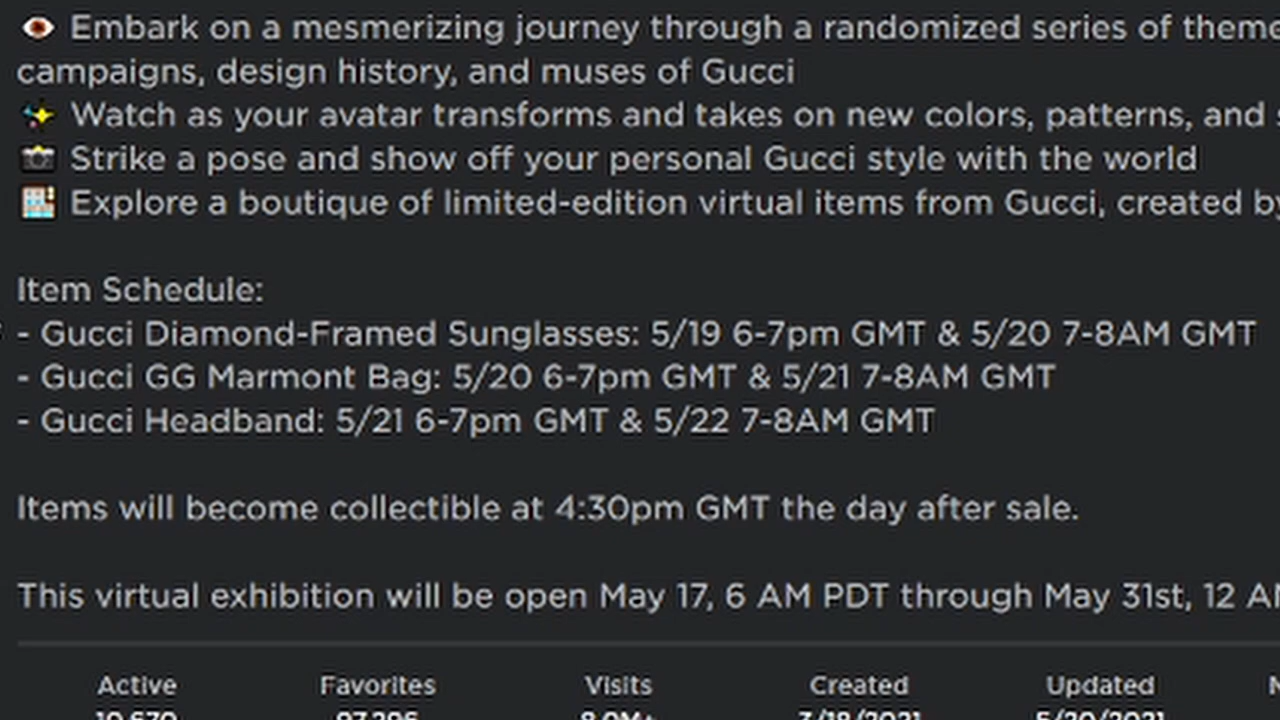 Embark on a mesmerizing journey through a randomized series of theme
campaigns, design history, and muses of Gucci
Watch as your avatar transforms and takes on new colors, patterns, and
Strike a pose and show off your personal Gucci style with the world
Explore a boutique of limited-edition virtual items from Gucci, created by
Item Schedule:
- Gucci Diamond-Framed Sunglasses: 5/19 6-7pm GMT & 5/20 7-8AM GMT
- Gucci GG Marmont Bag: 5/20 6-7pm GMT & 5/21 7-8AM GMT
- Gucci Headband: 5/21 6-7pm GMT & 5/22 7-8AM GMT
Items will become collectible at 4:30pm GMT the day after sale.
This virtual exhibition will be open May 17, 6 AM PDT through May 31st, 12
Active Favorites Visits Created Updated
3/18/2021 5/20/2021